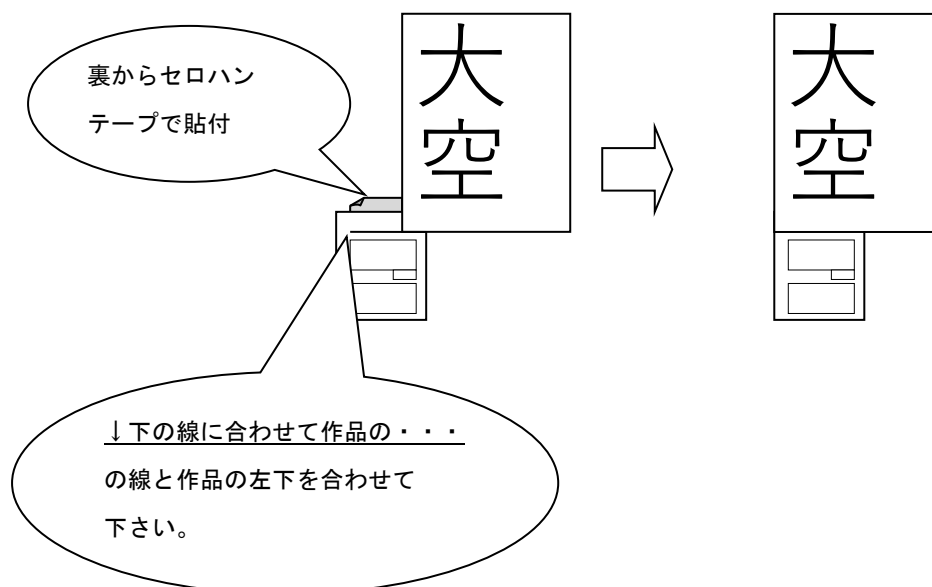 裏からセロハン
テープで貼付
大
空
大
空
↓下の線に合わせて作品の・・・
の線と作品の左下を合わせて
下さい。